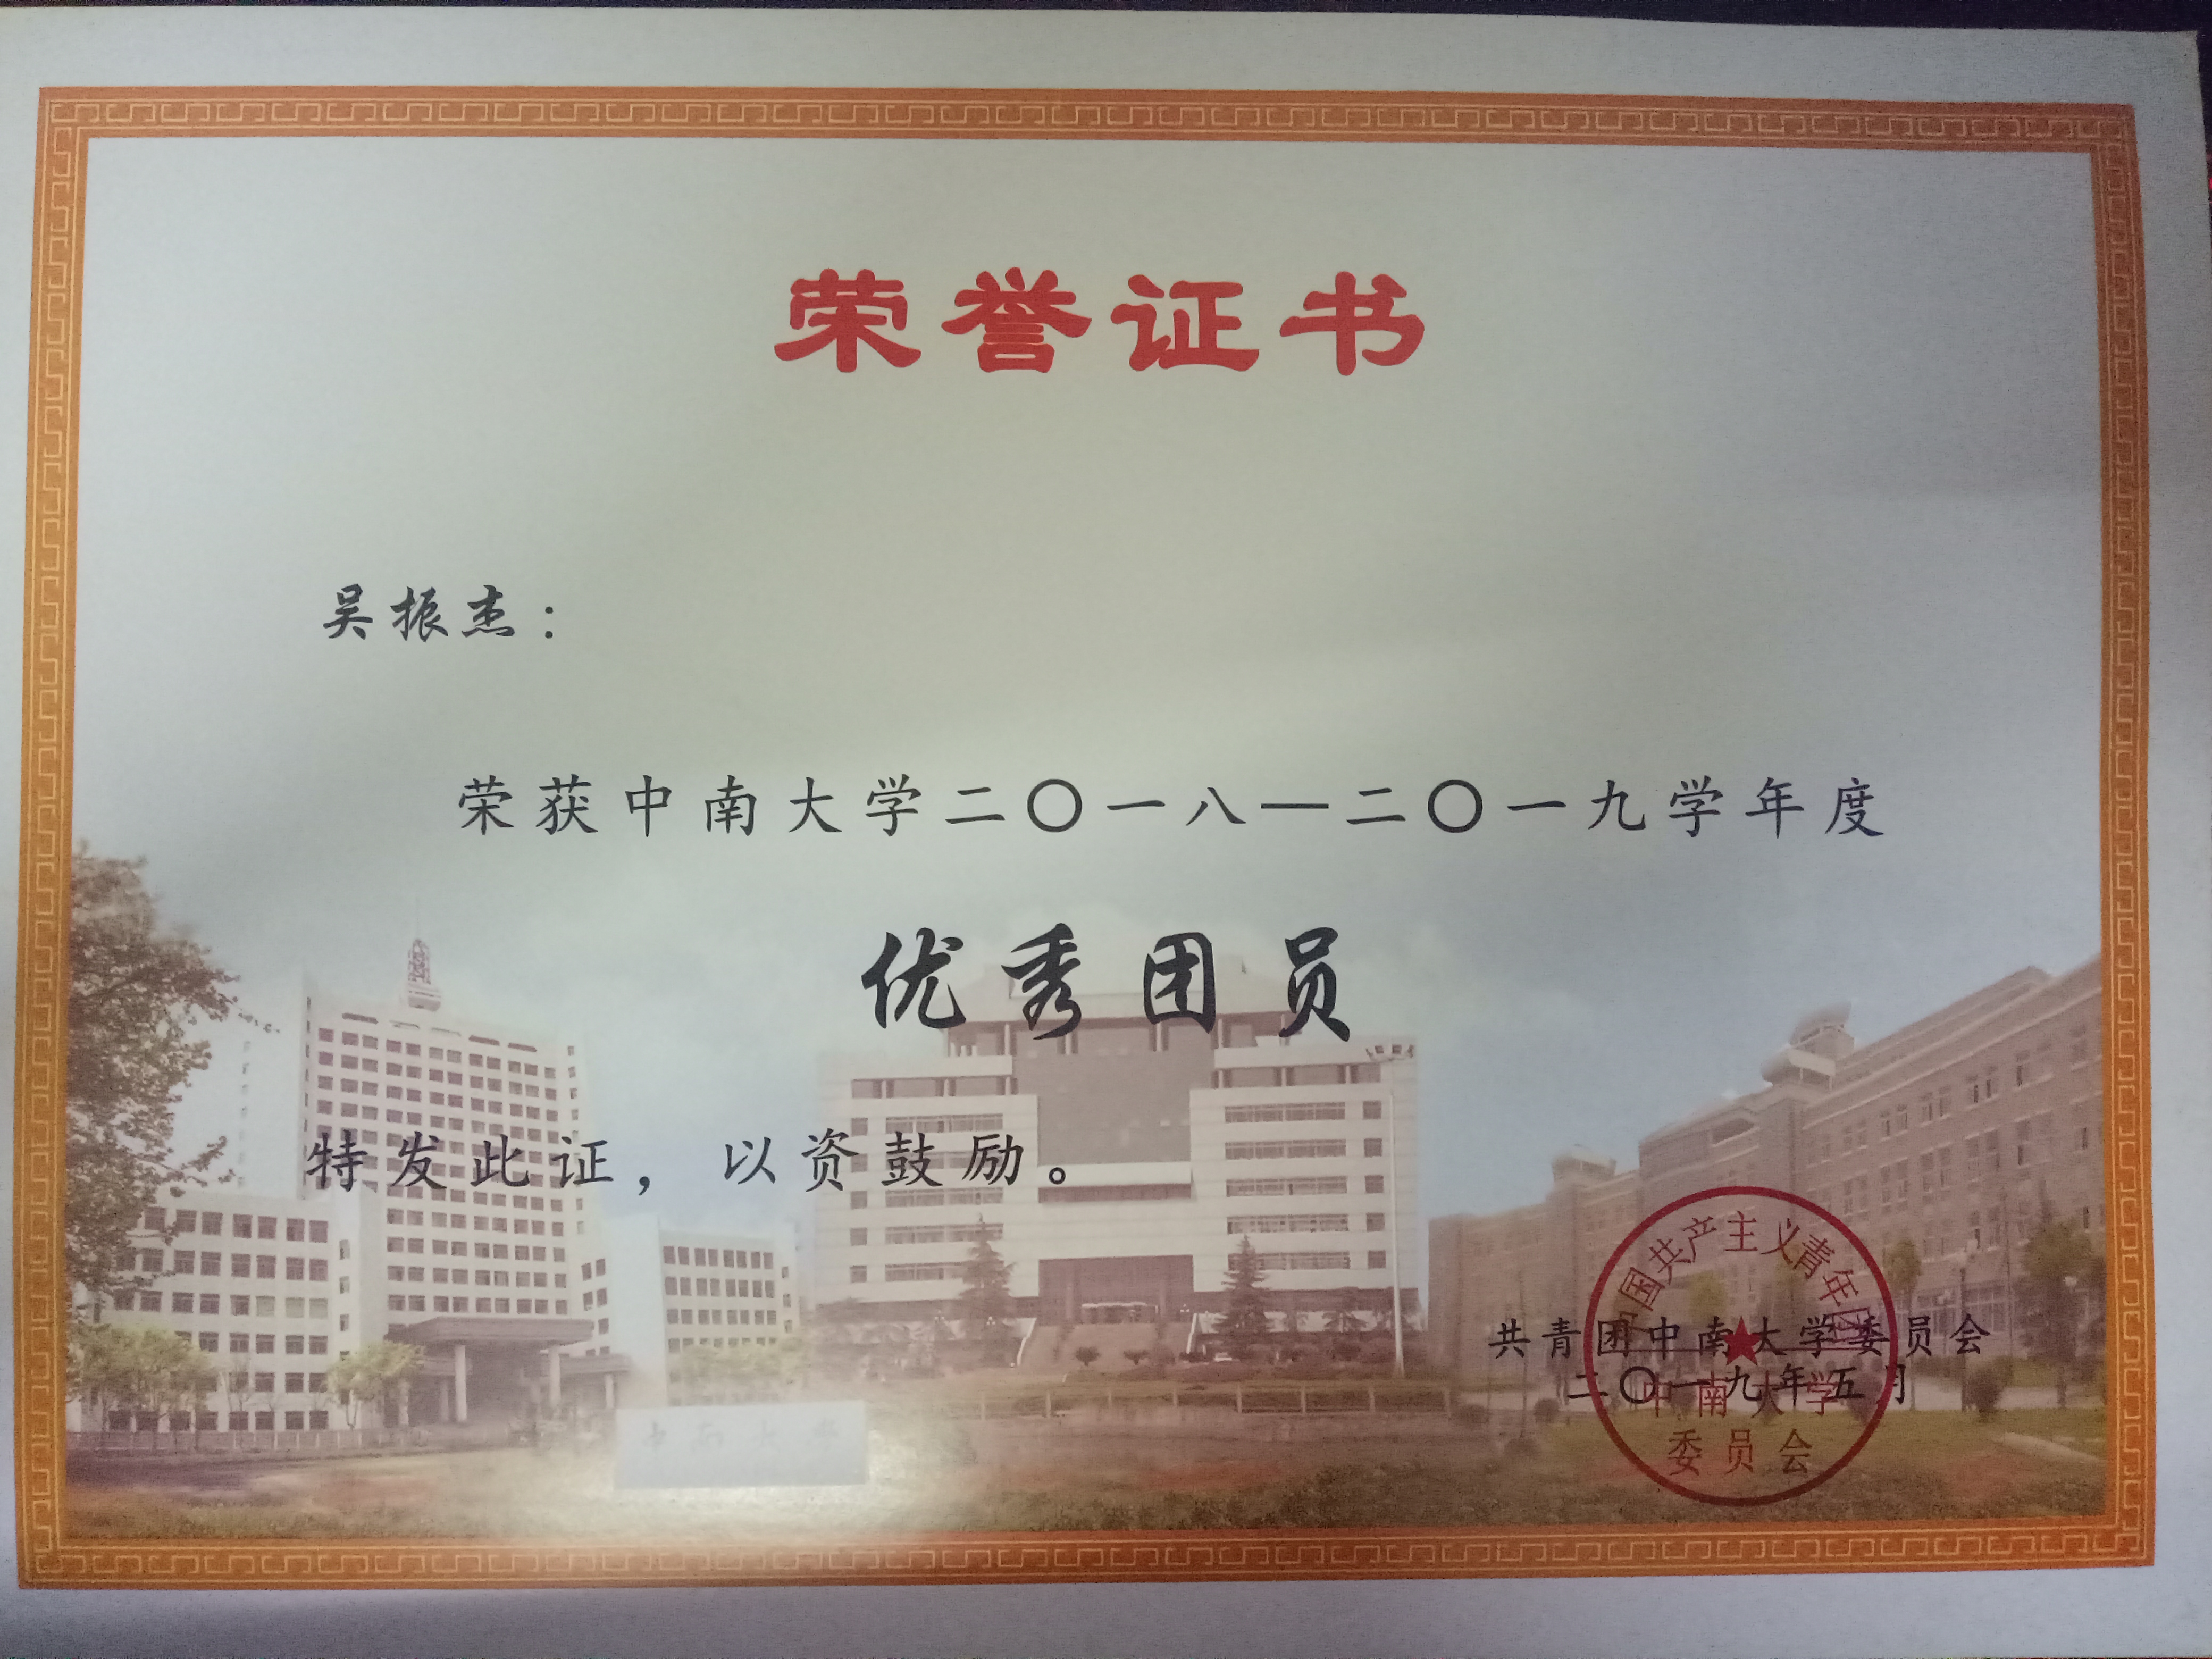 荣誉证书
吴振杰：
荣获中南大学二〇一八—二〇一九学年度
优秀团员
特发此证，以资鼓励。
共青团中南大学委员会
二〇一九年五月
中国共产主义青年团
中南大学
委员会
中南大学